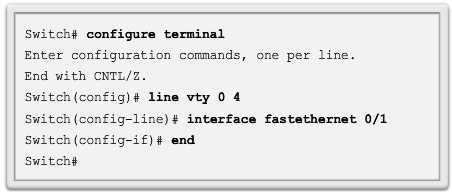 Switch# configure terminal
Enter configuration commands, one per line.
End with CNTL/Z.
Switch(config)# line vty 0 4
Switch(config-line)# interface fastethernet 0/1
Switch(config-if)# end
Switch#